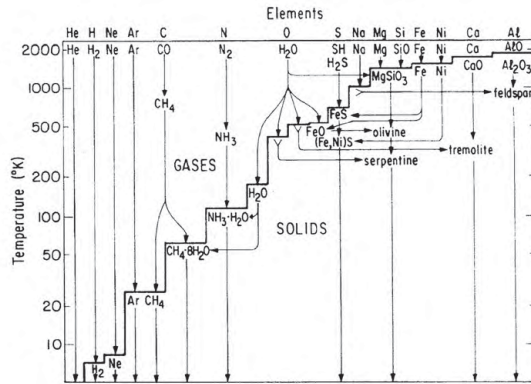 Elements
He H Ne Ar C N O S Na Mg Si Fe Ni Ca Aℓ
He H₂ Ne Ar CO N₂ H₂O SH Na Mg SiO Fe Ni Ca AℓO
2000
H₂S MgSiO₃ Fe Ni CaO Aℓ₂O₃
1000
CH₄ feldspar
FeS
500
NH₃ FeO (Fe,Ni)S olivine
tremolite
GASES serpentine
200
H₂O
100
NH₃·H₂O SOLIDS
50
CH₄·8H₂O
20
Ar CH₄
10
H₂ Ne
Temperature (°K)